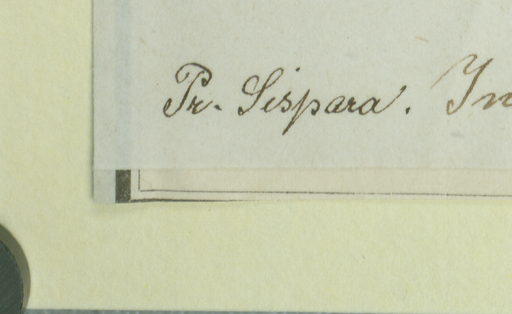 Pr. Sispara. In